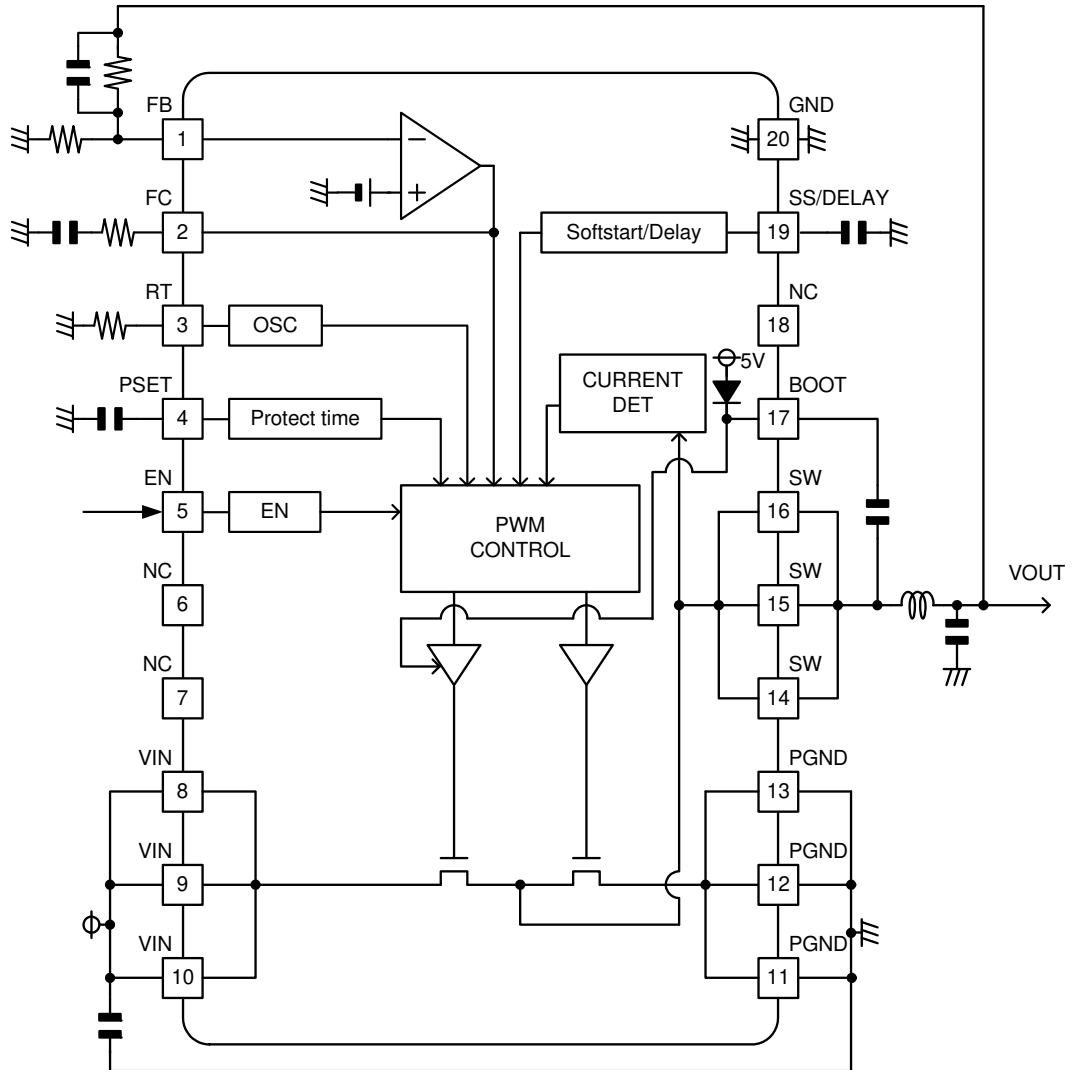 FB
1
GND
20
FC
2
SS/DELAY
19
Softstart/Delay
RT
3
OSC
NC
18
PSET
4
Protect time
CURRENT
DET
5V
BOOT
17
EN
5
EN
PWM
CONTROL
SW
16
NC
6
SW
15
VOUT
NC
7
SW
14
VIN
8
PGND
13
VIN
9
PGND
12
VIN
10
PGND
11